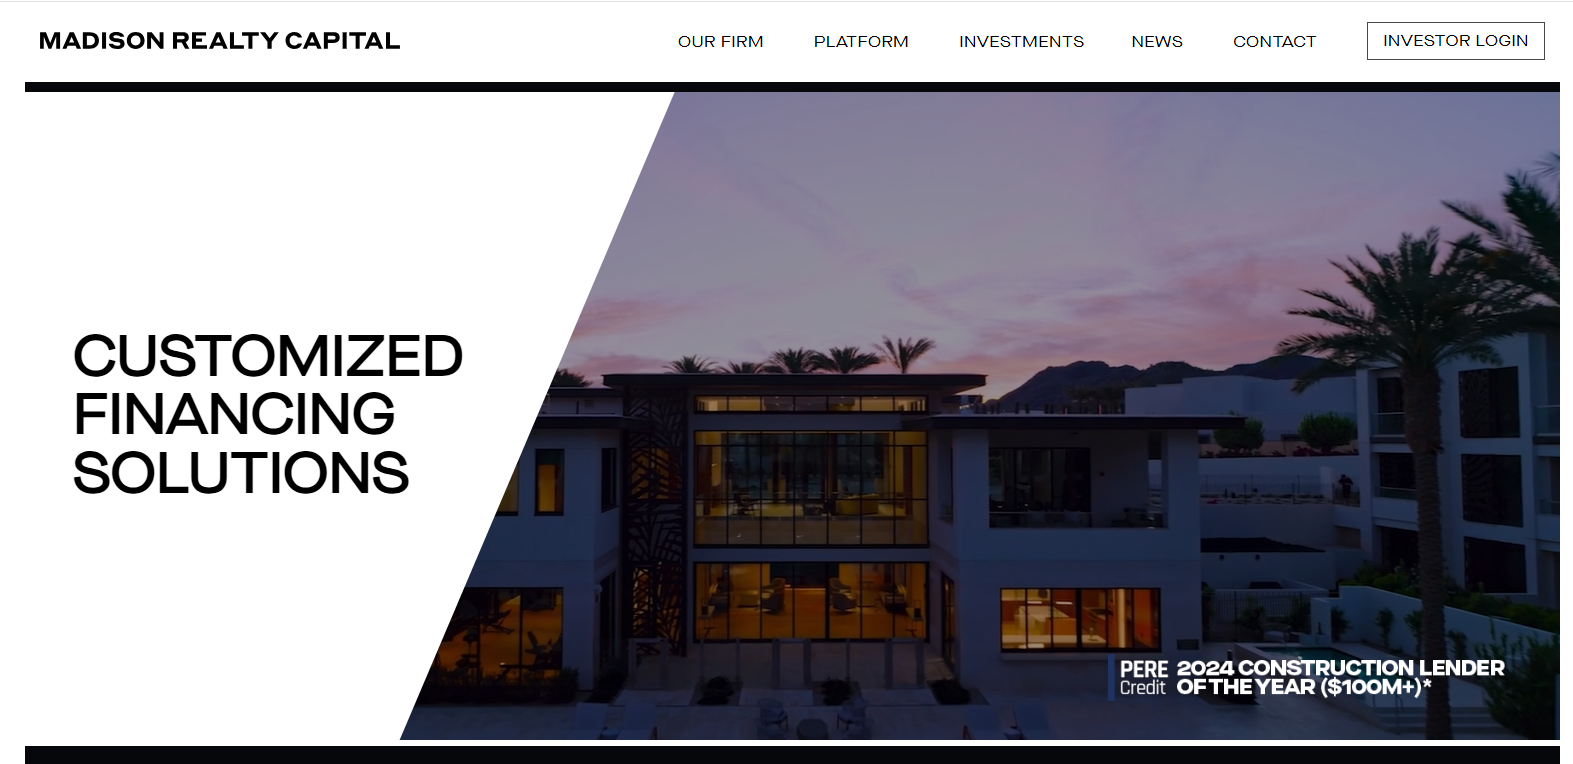 MADISON REALTY CAPITAL
OUR FIRM PLATFORM INVESTMENTS NEWS CONTACT INVESTOR LOGIN
CUSTOMIZED
FINANCING
SOLUTIONS
PERE 2024 CONSTRUCTION LENDER
Credit OF THE YEAR ($100M+)*